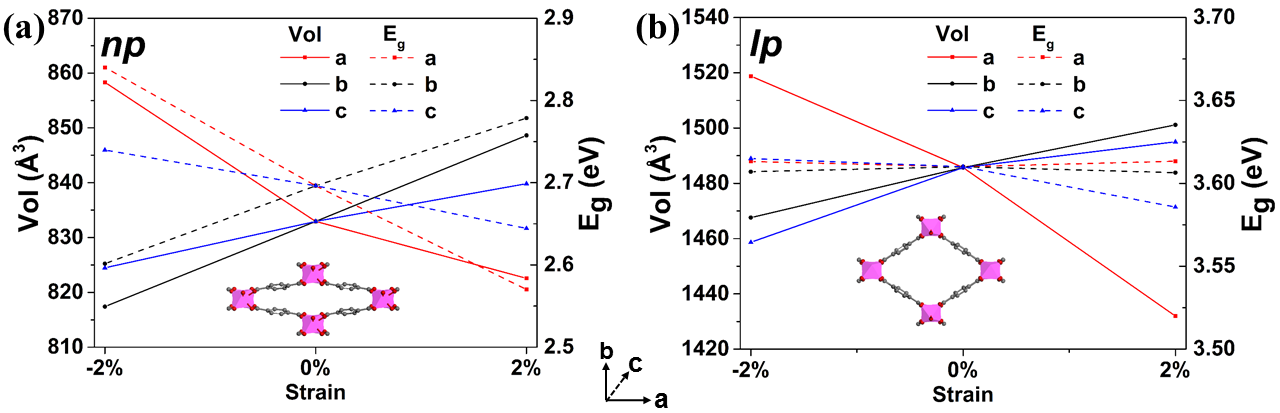 (a)
np
Vol Eg
a a
b b
c c
870
860
850
840
830
820
810
Vol (Å³)
2.9
2.8
2.7
2.6
2.5
Eg (eV)
-2% 0% 2%
Strain
b
c
a
(b)
lp
Vol Eg
a a
b b
c c
1540
1520
1500
1480
1460
1440
1420
Vol (Å³)
3.70
3.65
3.60
3.55
3.50
Eg (eV)
-2% 0% 2%
Strain